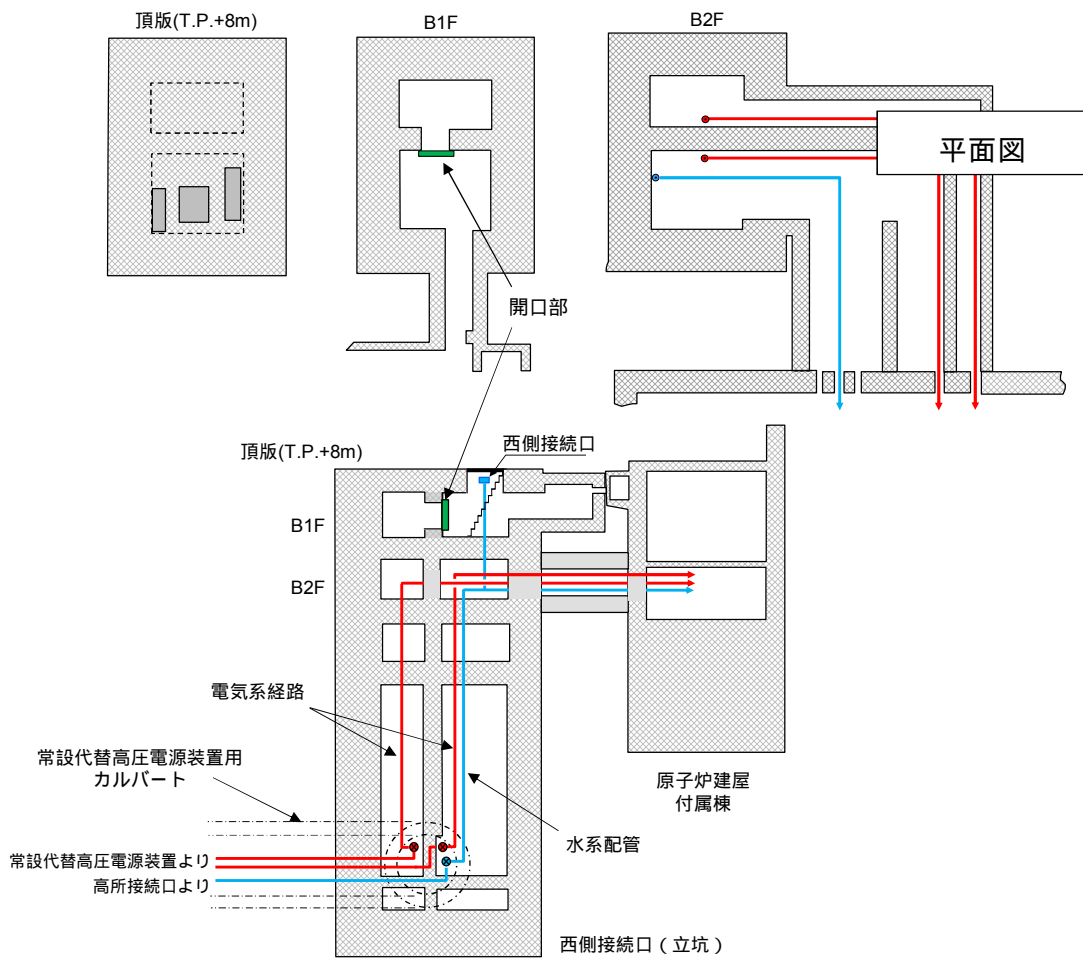 頂版(T.P.+8m)
B1F
B2F
平面図
開口部
頂版(T.P.+8m)
西側接続口
B1F
B2F
電気系経路
常設代替高圧電源装置用
カルバート
原子炉建屋
付属棟
水系配管
常設代替高圧電源装置より
高所接続口より
西側接続口（立坑）